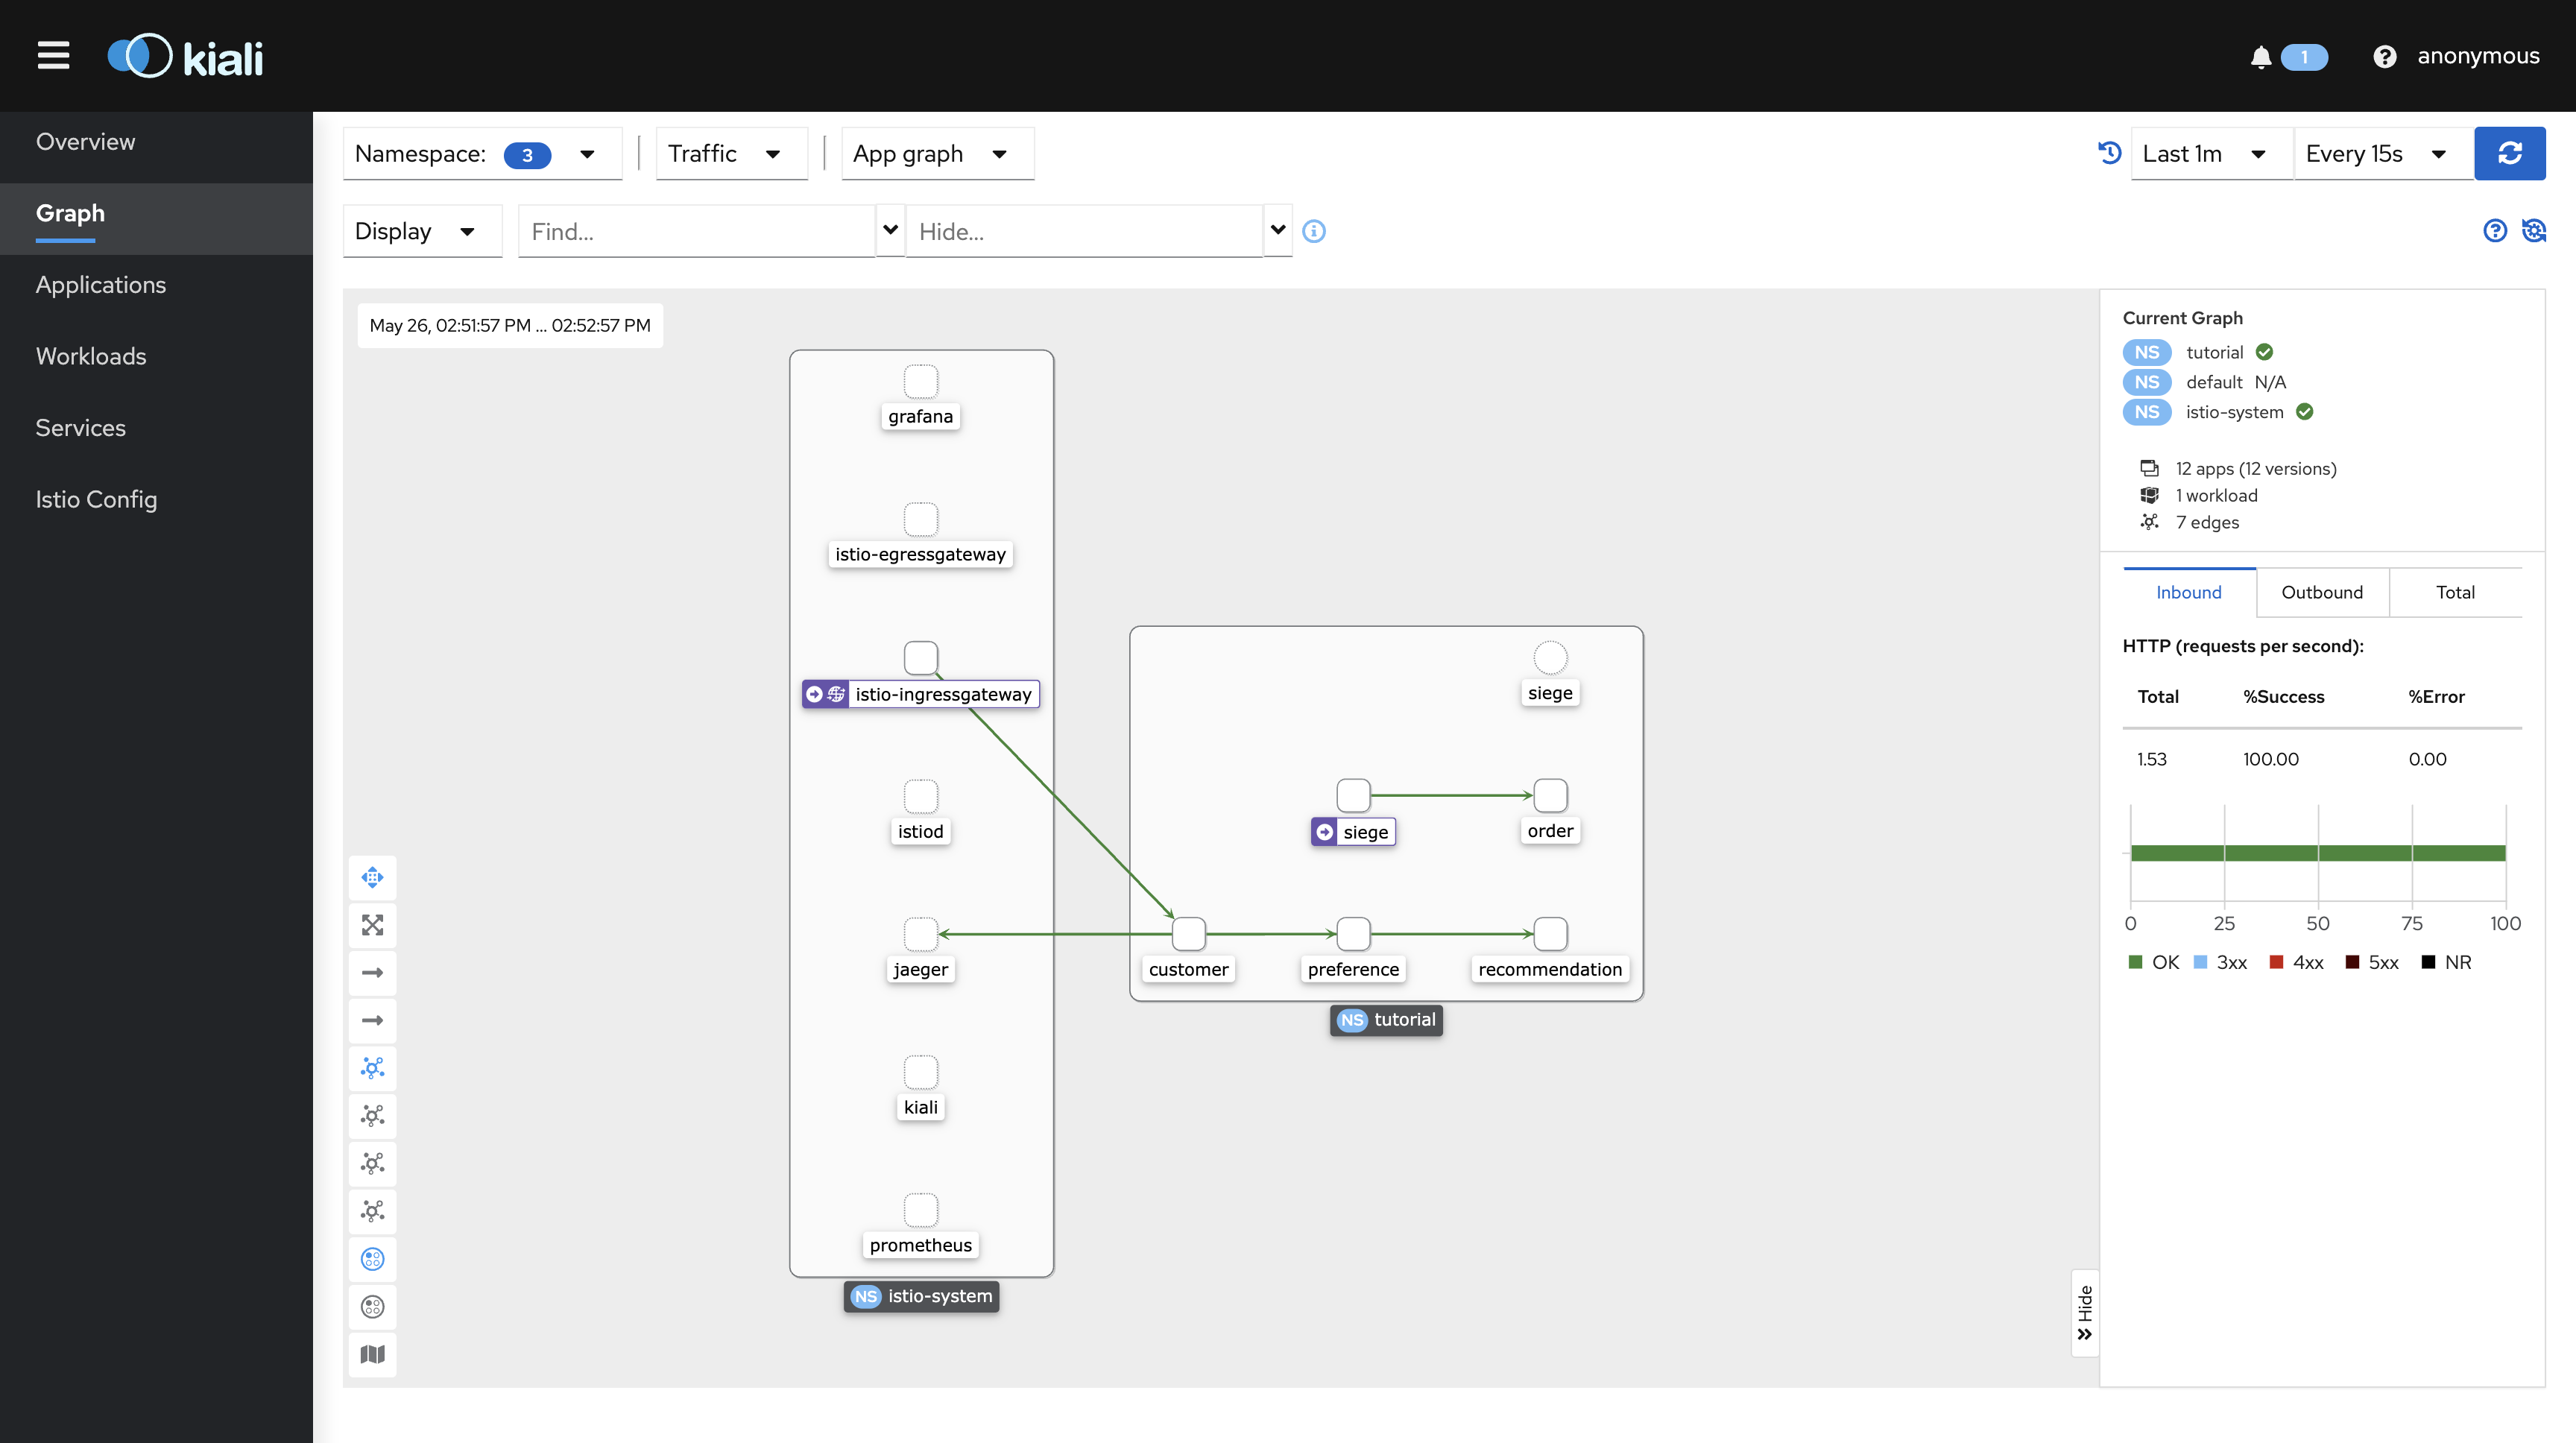 kiali
1
anonymous
Overview
Graph
Applications
Workloads
Services
Istio Config
Namespace: 3
Traffic
App graph
Last 1m
Every 15s
Display
Find...
Hide...
May 26, 02:51:57 PM ... 02:52:57 PM
grafana
istio-egressgateway
istio-ingressgateway
istiod
jaeger
kiali
prometheus
NS istio-system
siege
siege
order
customer
preference
recommendation
NS tutorial
Hide
Current Graph
NS tutorial
NS default N/A
NS istio-system
12 apps (12 versions)
1 workload
7 edges
Inbound Outbound Total
HTTP (requests per second):
Total %Success %Error
1.53 100.00 0.00
0 25 50 75 100
OK 3xx 4xx 5xx NR